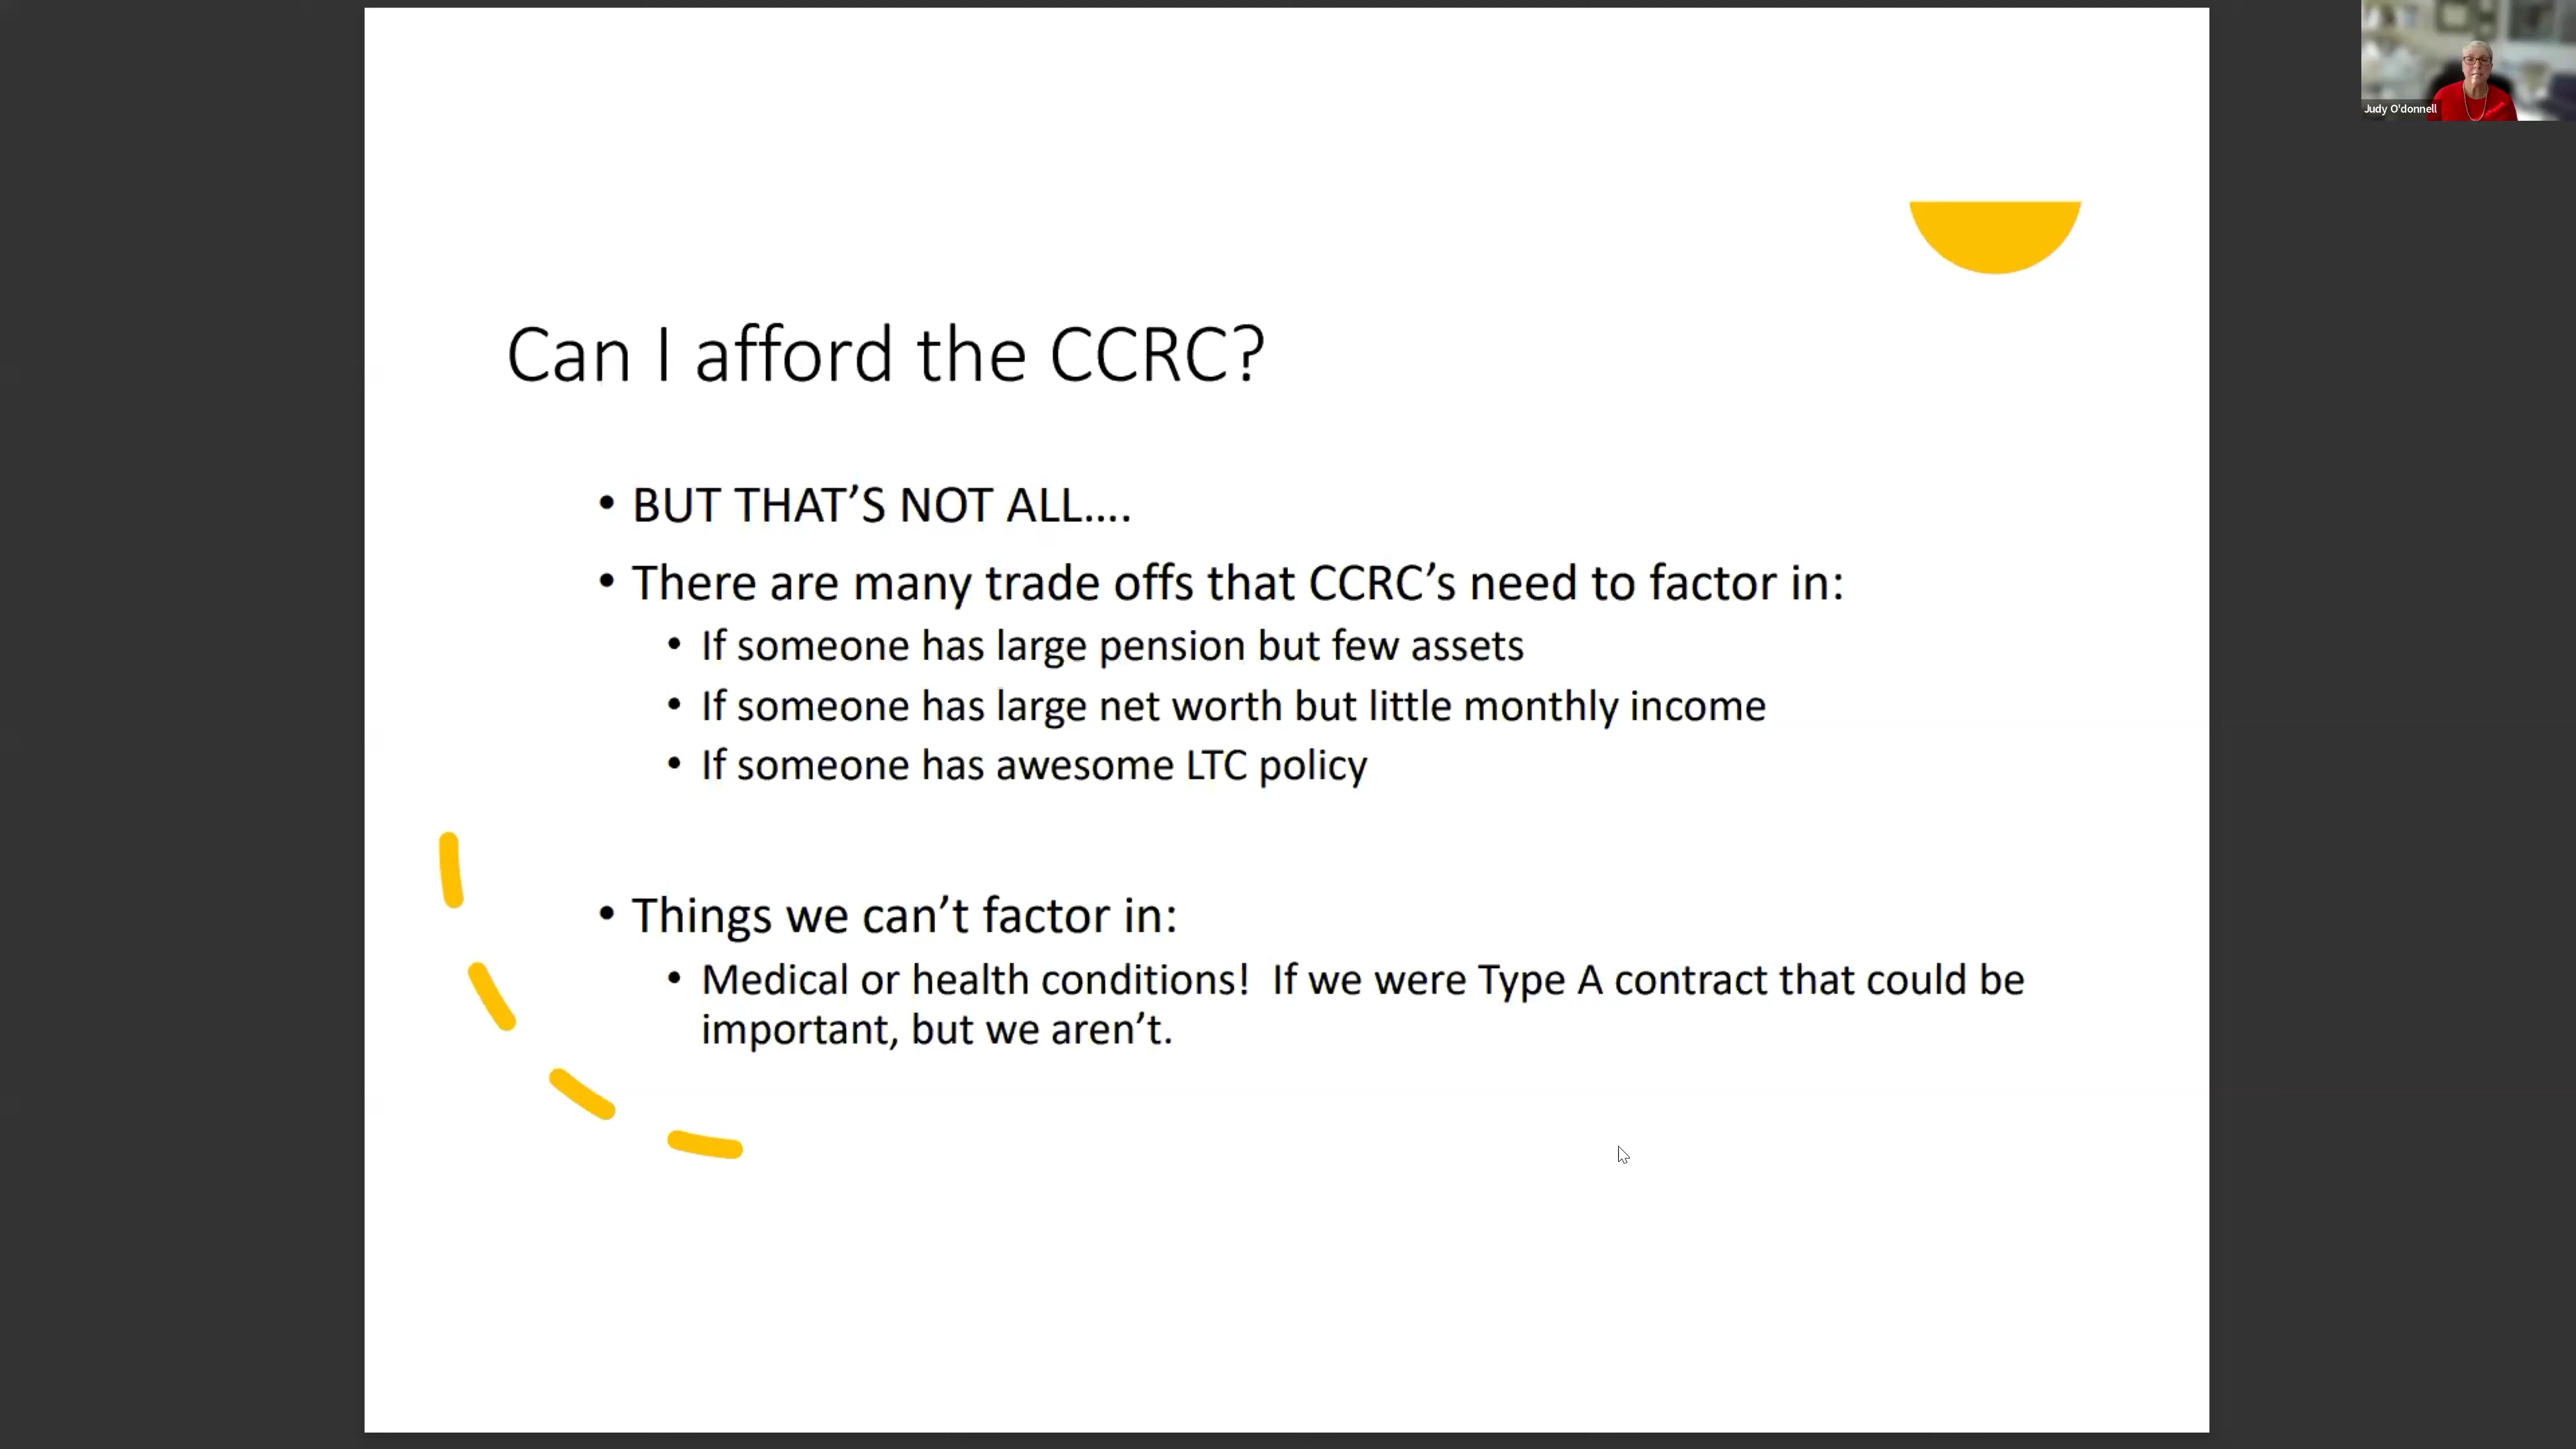 Judy O'donnell
Can I afford the CCRC?
• BUT THAT’S NOT ALL....
• There are many trade offs that CCRC’s need to factor in:
• If someone has large pension but few assets
• If someone has large net worth but little monthly income
• If someone has awesome LTC policy
• Things we can’t factor in:
• Medical or health conditions!  If we were Type A contract that could be
important, but we aren’t.